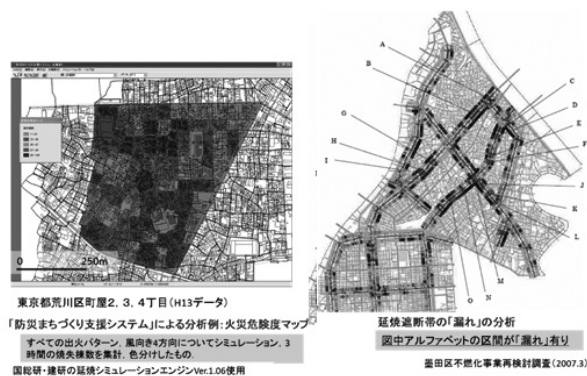 0 250m
東京都荒川区町屋2、3、4丁目(H13データ)
「防災まちづくり支援システム」による分析例:火災危険度マップ
すべての出火パターン、風向き4方向についてシミュレーション。3
時間の焼失棟数を集計、色分けしたもの。
国総研・建研の延焼シミュレーションエンジンVer.1.06使用
A
B
C
D
E
F
G
H
I
J
K
L
M
N
O
延焼遮断帯の「漏れ」の分析
図中アルファベットの区間が「漏れ」有り
墨田区不燃化事業再検討調査(2007.3)